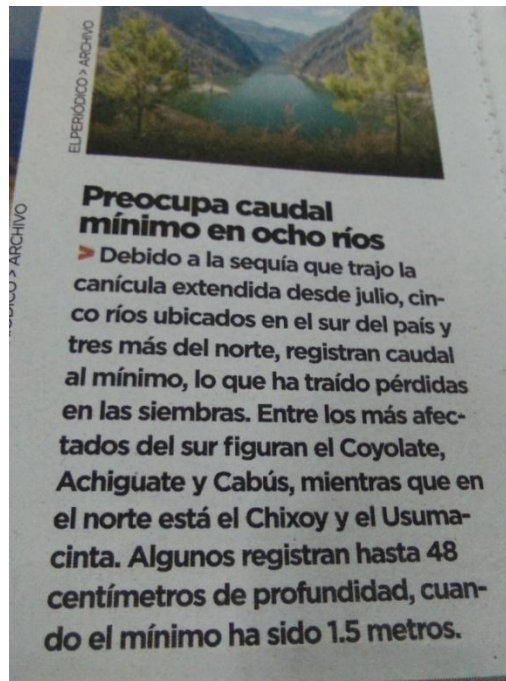 ELPERIÓDICO > ARCHIVO
Preocupa caudal
mínimo en ocho ríos
> Debido a la sequía que trajo la
canícula extendida desde julio, cin-
co ríos ubicados en el sur del país y
tres más del norte, registran caudal
al mínimo, lo que ha traído pérdidas
en las siembras. Entre los más afec-
tados del sur figuran el Coyolate,
Achiguate y Cabús, mientras que en
el norte está el Chixoy y el Usuma-
cinta. Algunos registran hasta 48
centímetros de profundidad, cuan-
do el mínimo ha sido 1.5 metros.
> ARCHIVO